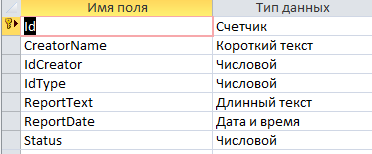 Имя поля Тип данных
Id Счетчик
CreatorName Короткий текст
IdCreator Числовой
IdType Числовой
ReportText Длинный текст
ReportDate Дата и время
Status Числовой